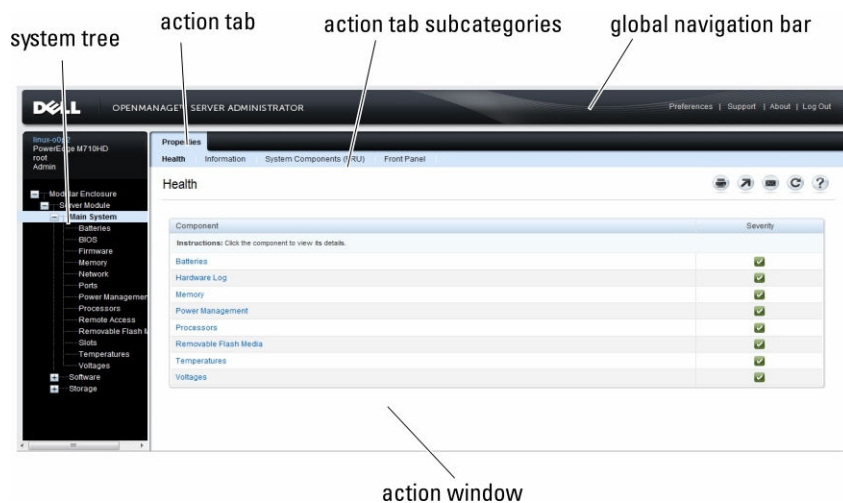 system tree
action tab
action tab subcategories
global navigation bar
DELL
OPENMANAGE™ SERVER ADMINISTRATOR
Preferences | Support | About | Log Out
PowerEdge M710HD
root
Admin
Modular Enclosure
Server Module
Main System
Batteries
BIOS
Firmware
Memory
Network
Ports
Power Managemen
Processors
Remote Access
Removable Flash M
Slots
Temperatures
Voltages
Software
Storage
Properties
Health Information System Components (FRU) Front Panel
Health
Component Severity
Instructions: Click the component to view its details.
Batteries
Hardware Log
Memory
Power Management
Processors
Removable Flash Media
Temperatures
Voltages
action window